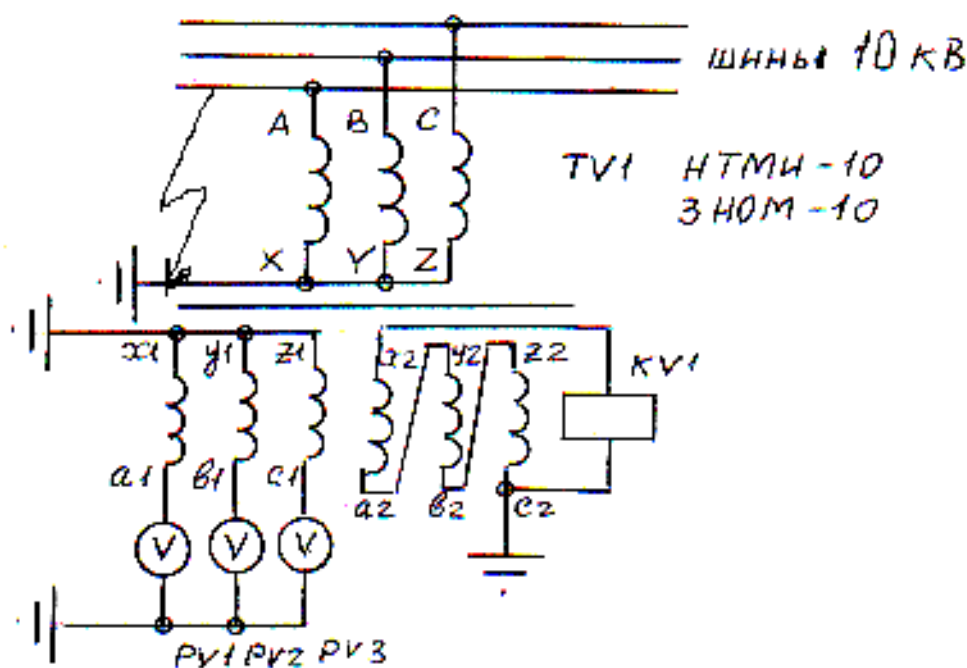 шины 10 кВ
A B C
TV1 НТМИ-10
ЗНОМ-10
X Y Z
x1 y1 z1 x2 y2 z2 KV1
a1 в1 c1
a2 в2 c2
V V V
PV1 PV2 PV3